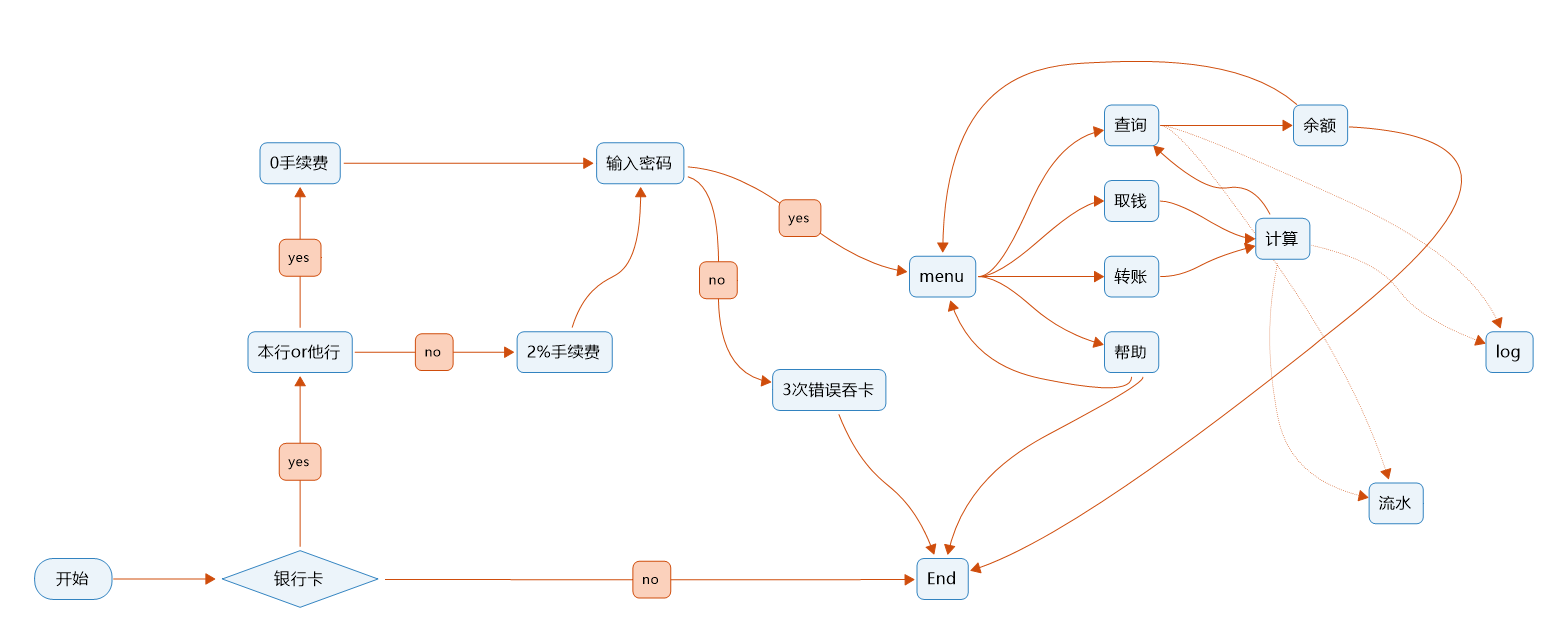 查询
余额
0手续费
输入密码
取钱
yes
计算
yes
menu
转账
no
本行or他行
no
2%手续费
帮助
log
3次错误吞卡
yes
流水
开始
银行卡
no
End